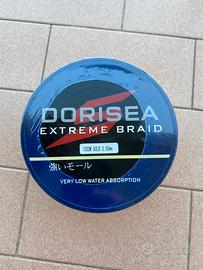 DORISEA
EXTREME BRAID
強いモール
VERY LOW WATER ABSORPTION